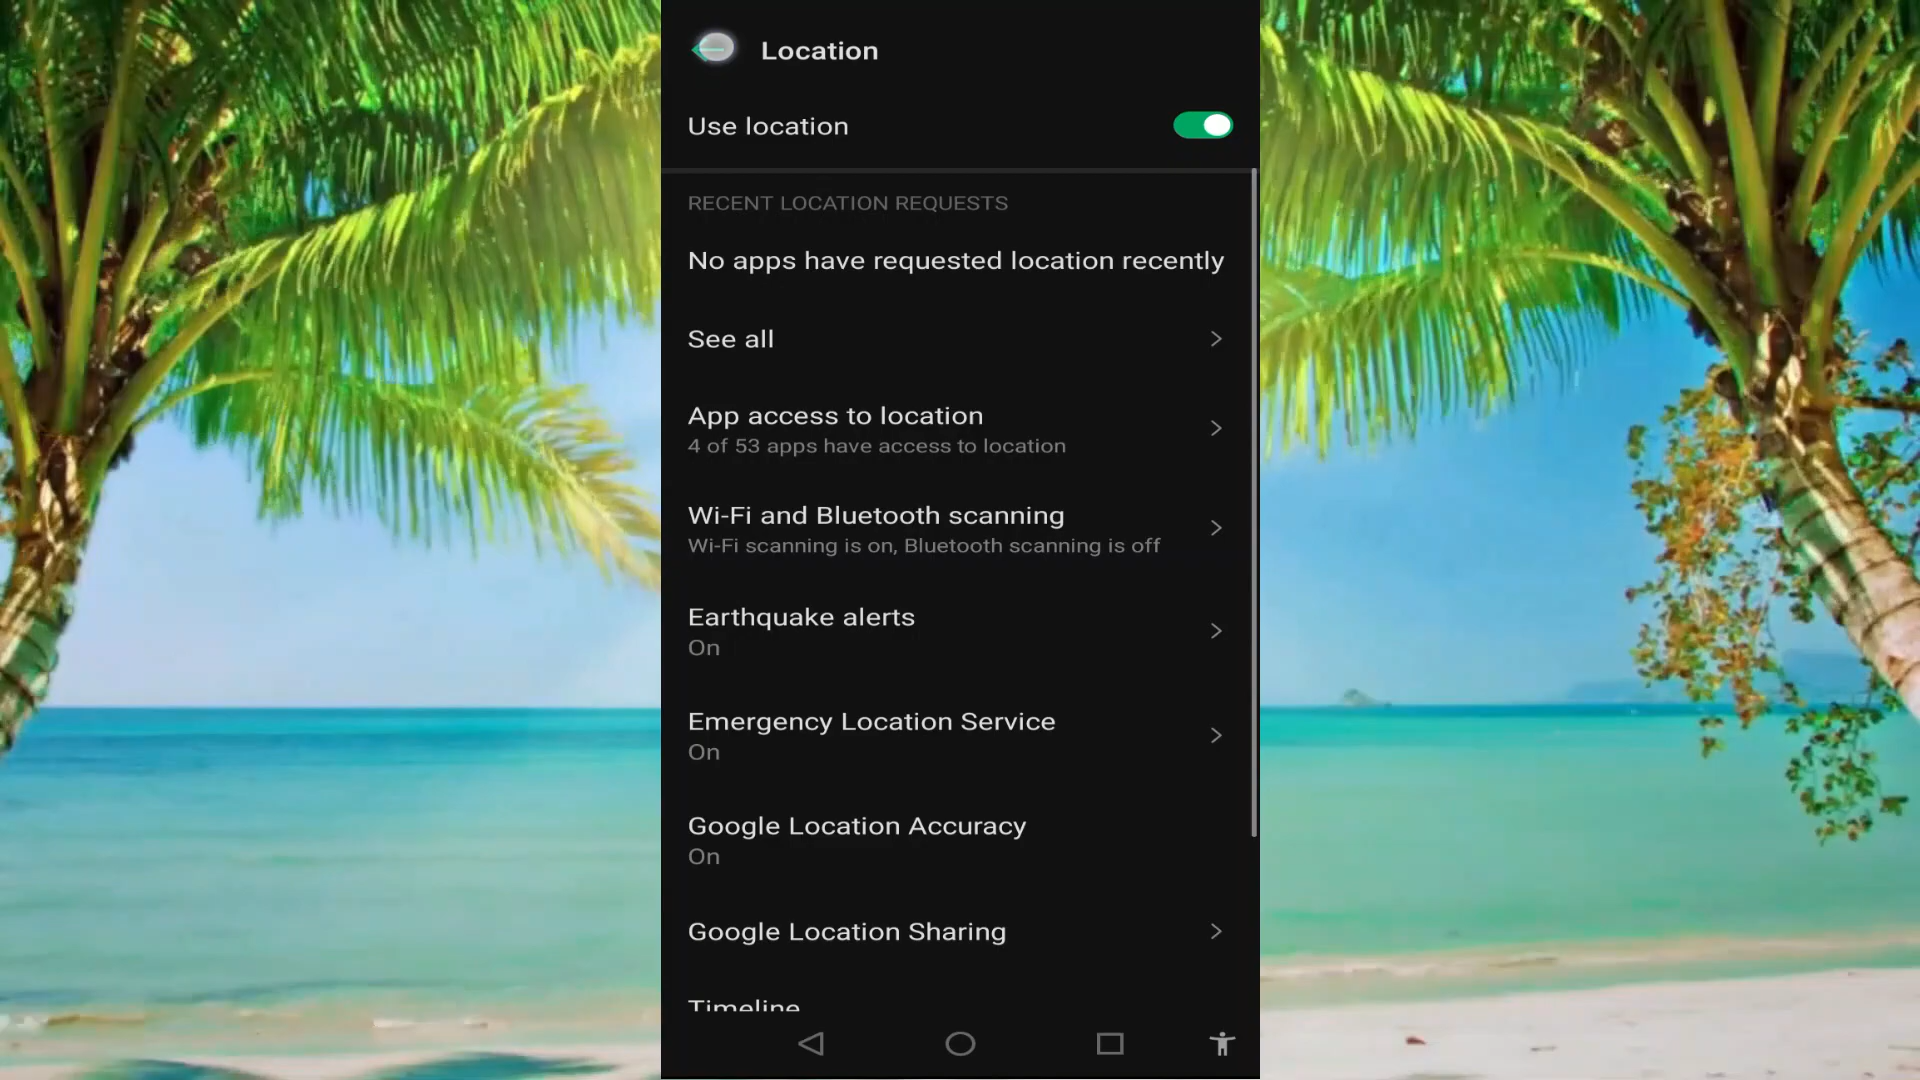 Location
Use location
RECENT LOCATION REQUESTS
No apps have requested location recently
See all
App access to location
4 of 53 apps have access to location
Wi-Fi and Bluetooth scanning
Wi-Fi scanning is on, Bluetooth scanning is off
Earthquake alerts
On
Emergency Location Service
On
Google Location Accuracy
On
Google Location Sharing
Timeline